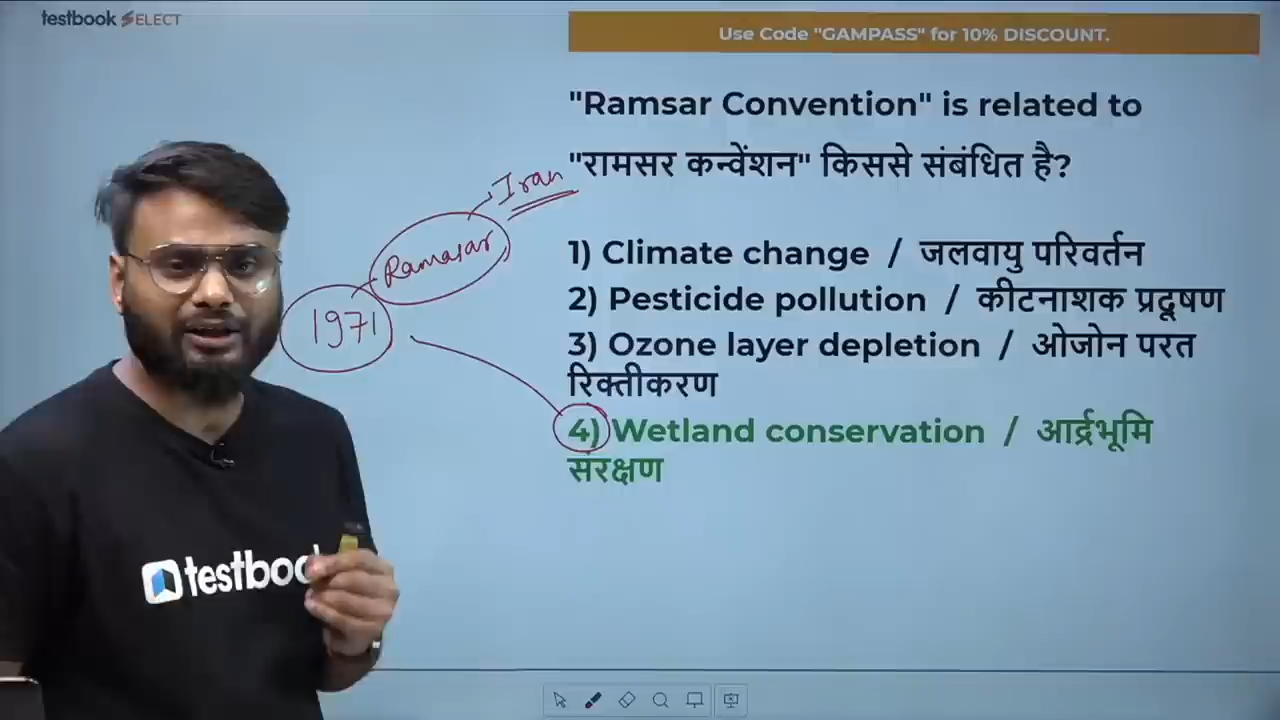 testbook SELECT
Use Code "GAMPASS" for 10% DISCOUNT.
"Ramsar Convention" is related to
"रामसर कन्वेंशन" किससे संबंधित है?
Iran
Ramasar
1971
1) Climate change / जलवायु परिवर्तन
2) Pesticide pollution / कीटनाशक प्रदूषण
3) Ozone layer depletion / ओजोन परत
रिक्तीकरण
4) Wetland conservation / आर्द्रभूमि
सरक्षण
testboo